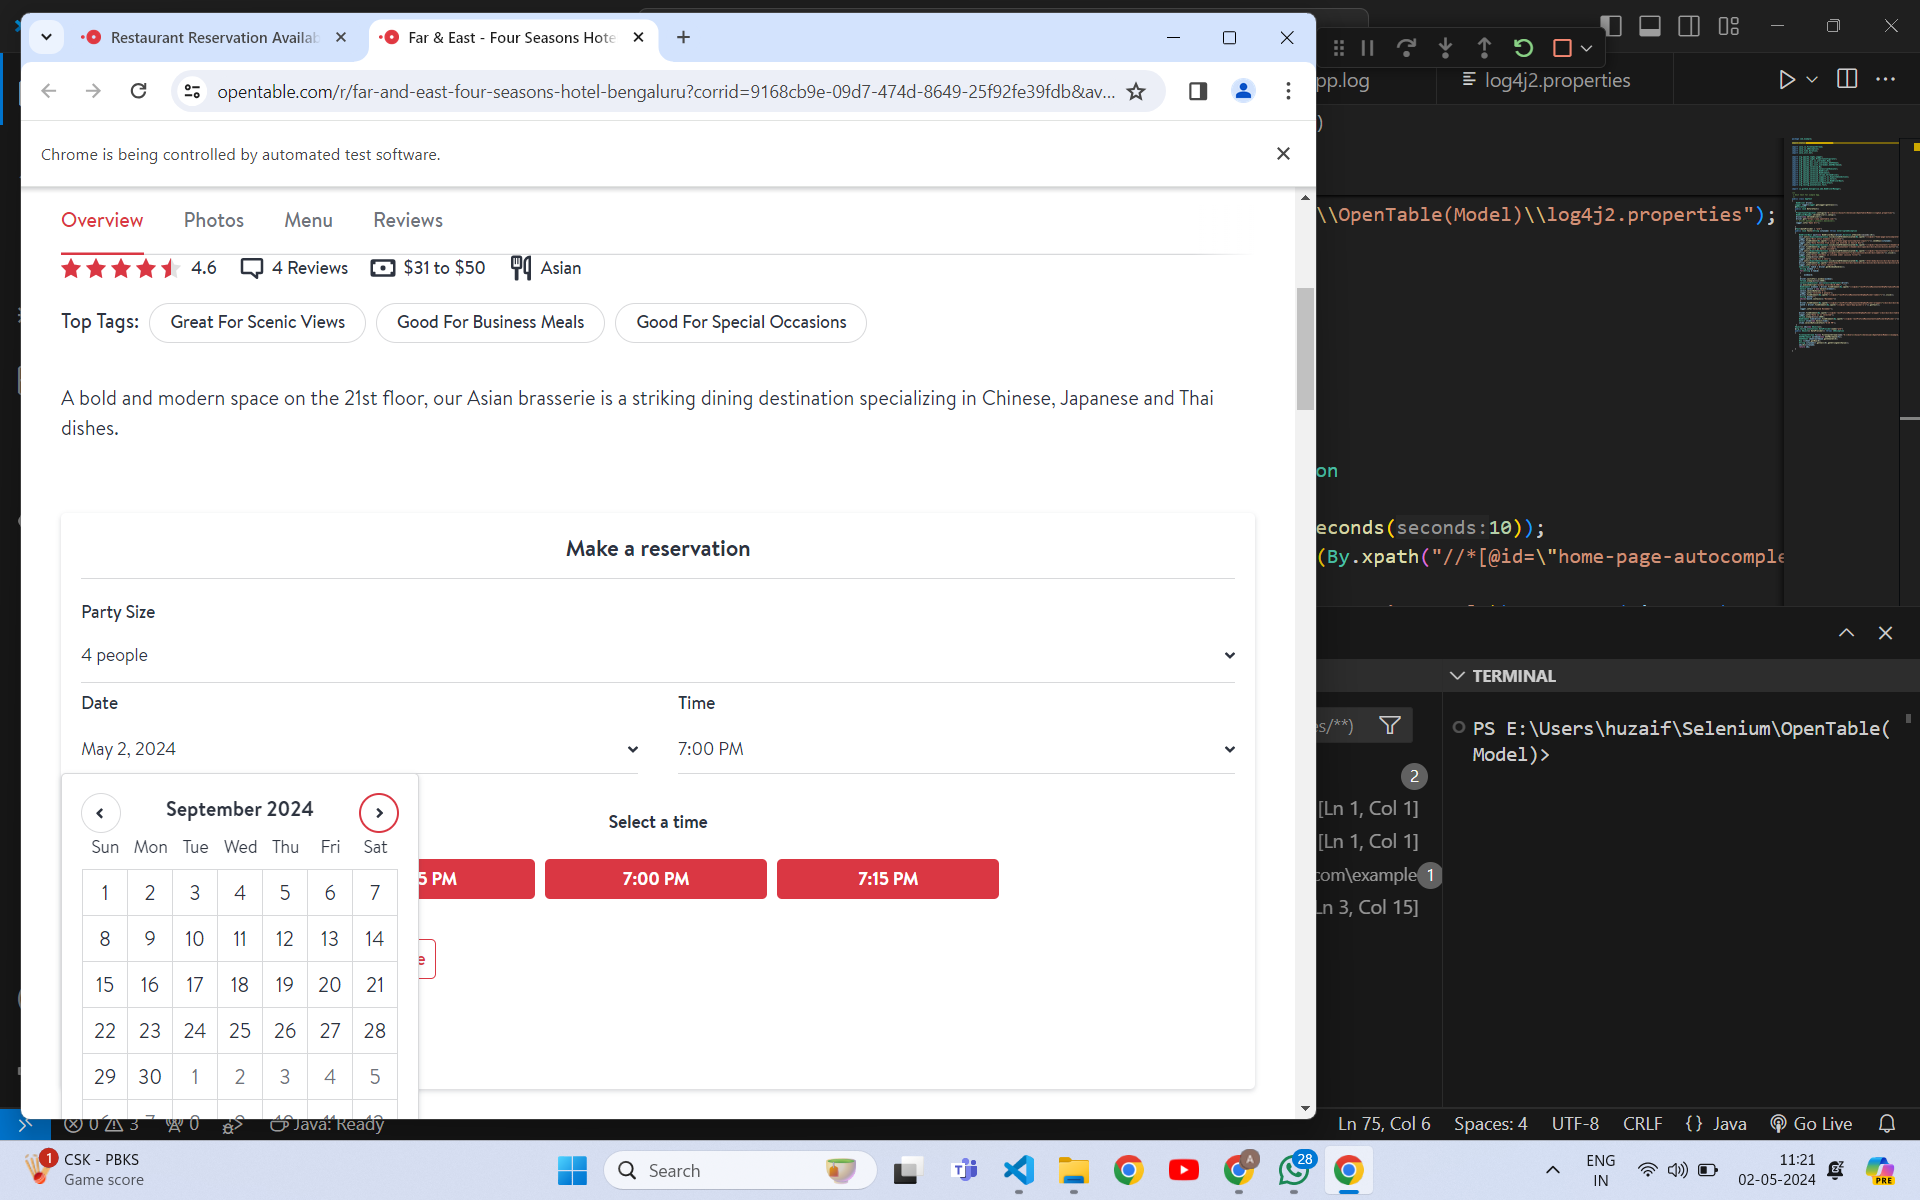 Restaurant Reservation Availab
Far & East - Four Seasons Hote
opentable.com/r/far-and-east-four-seasons-hotel-bengaluru?corrid=9168cb9e-09d7-474d-8649-25f92fe39fdb&av...
Chrome is being controlled by automated test software.
Overview Photos Menu Reviews
4.6 4 Reviews $31 to $50 Asian
Top Tags: Great For Scenic Views Good For Business Meals Good For Special Occasions
A bold and modern space on the 21st floor, our Asian brasserie is a striking dining destination specializing in Chinese, Japanese and Thai
dishes.
Make a reservation
Party Size
4 people
Date Time
May 2, 2024 7:00 PM
September 2024
Sun Mon Tue Wed Thu Fri Sat
1 2 3 4 5 6 7
8 9 10 11 12 13 14
15 16 17 18 19 20 21
22 23 24 25 26 27 28
29 30 1 2 3 4 5
Select a time
5 PM 7:00 PM 7:15 PM
e
pp.log log4j2.properties
)
\\OpenTable(Model)\\log4j2.properties");
on
econds(seconds:10));
(By.xpath("//*[@id=\"home-page-autocomple
TERMINAL
es/**)
2
[Ln 1, Col 1]
[Ln 1, Col 1]
com\example 1
Ln 3, Col 15]
PS E:\Users\huzaif\Selenium\OpenTable(
Model)>
0 3 0 Java: Ready
Ln 75, Col 6 Spaces: 4 UTF-8 CRLF {} Java Go Live
1
CSK - PBKS
Game score
Search
A
28
ENG
IN
11:21
02-05-2024
PRE